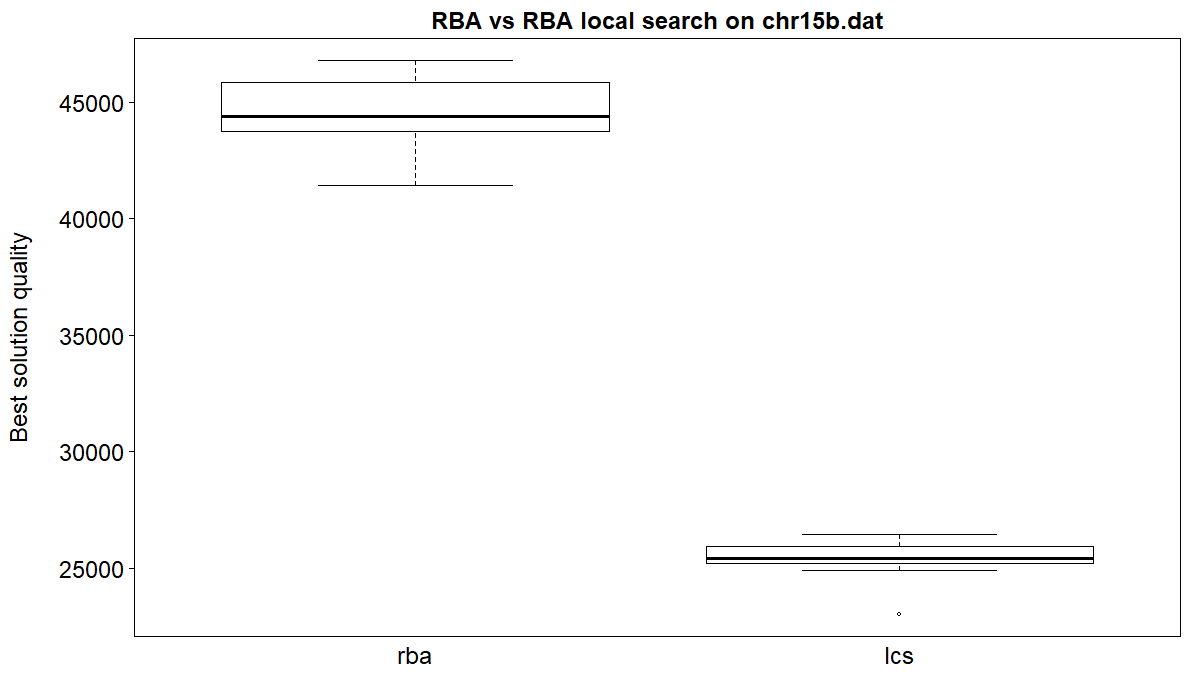 RBA vs RBA local search on chr15b.dat
Best solution quality
45000
40000
35000
30000
25000
rba
lcs